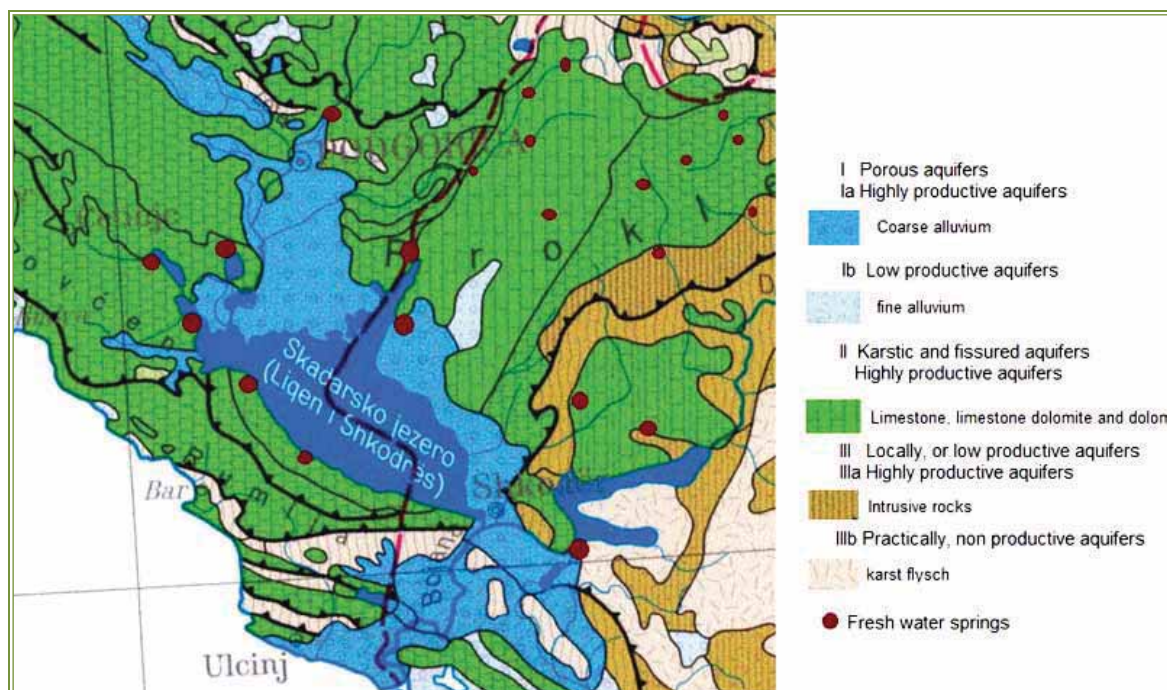 PODGORICA
Cetinje
P r o k l e
Skadarsko jezero
(Liqen i Shkodrës)
Bar
R u m
Ulcinj
I Porous aquifers
Ia Highly productive aquifers
Coarse alluvium
Ib Low productive aquifers
fine alluvium
II Karstic and fissured aquifers
Highly productive aquifers
Limestone, limestone dolomite and dolom
III Locally, or low productive aquifers
IIIa Highly productive aquifers
Intrusive rocks
IIIb Practically, non productive aquifers
karst flysch
Fresh water springs